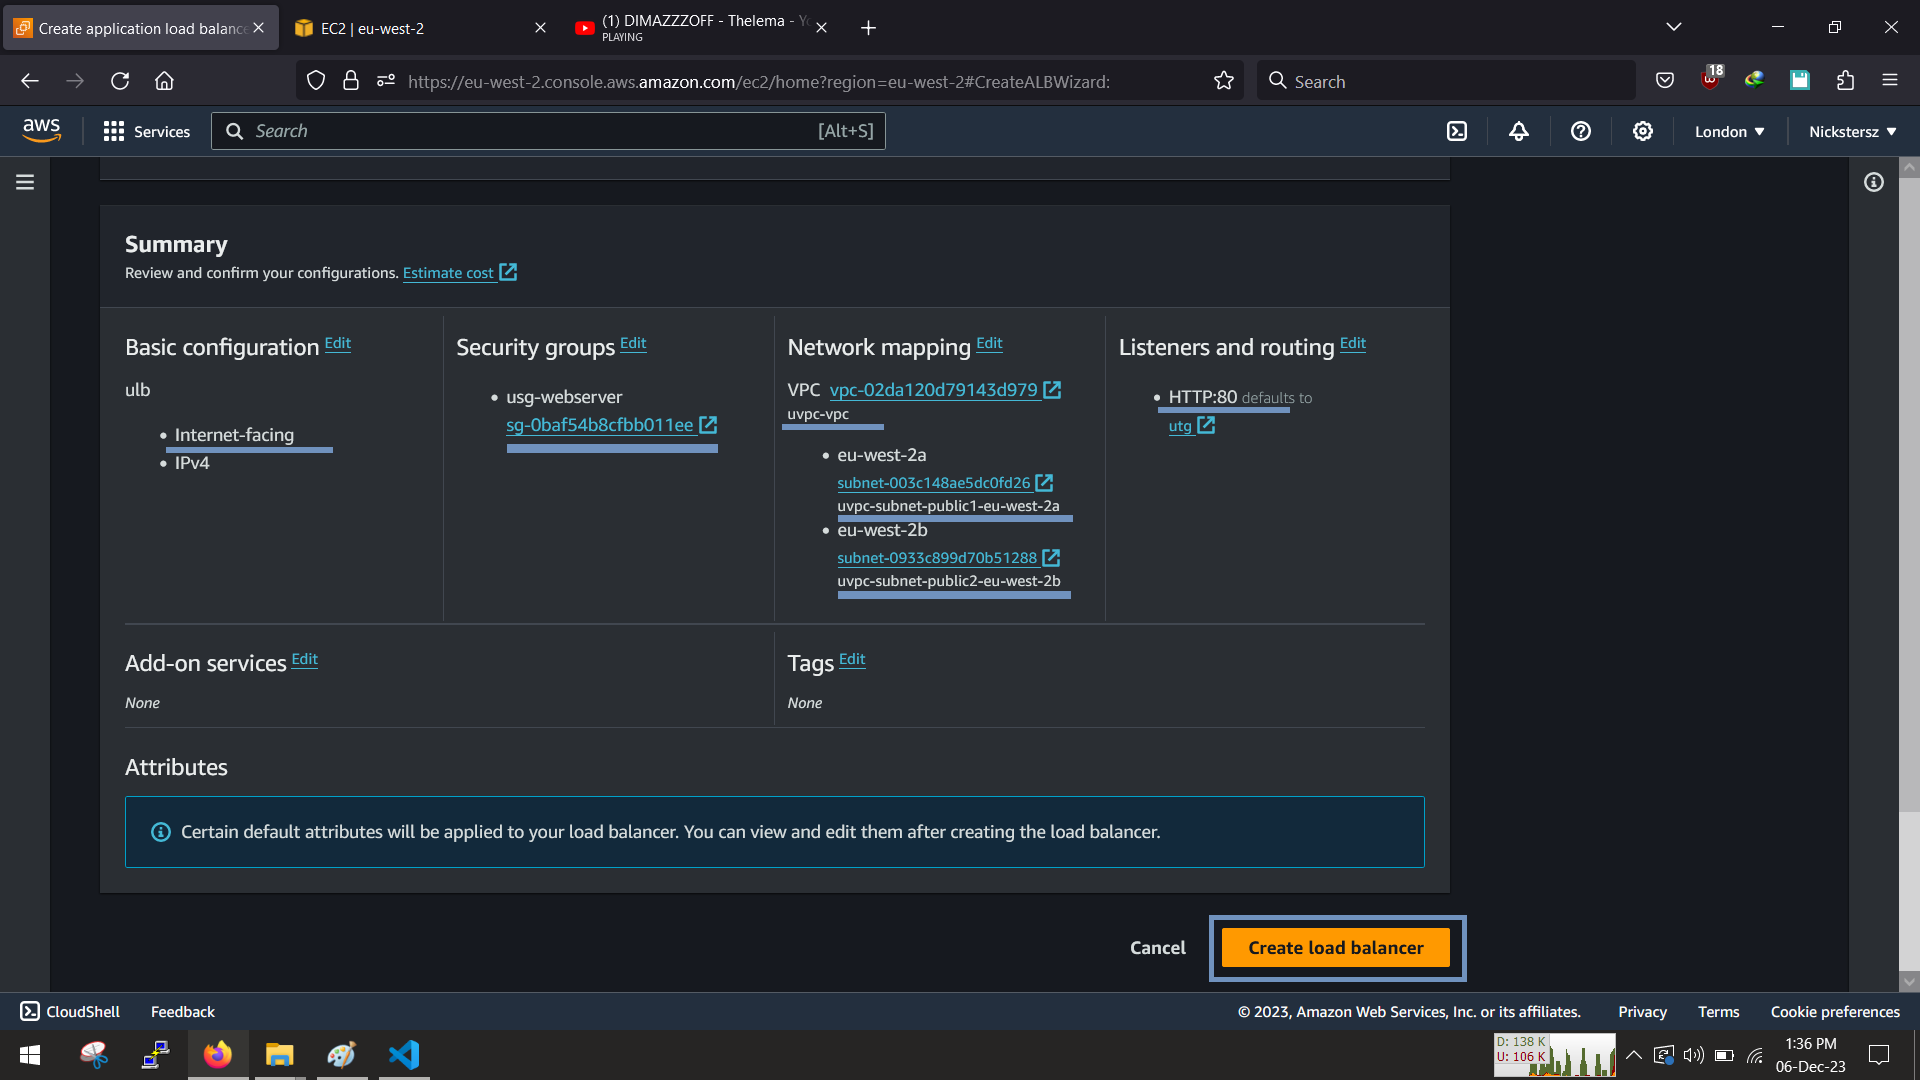 Create application load balance
EC2 | eu-west-2
(1) DIMAZZZOFF - Thelema - Yo
PLAYING
https://eu-west-2.console.aws.amazon.com/ec2/home?region=eu-west-2#CreateALBWizard:
Search
18
aws
Services
Search
[Alt+S]
London
Nickstersz
Summary
Review and confirm your configurations. Estimate cost
Basic configuration Edit
ulb
Internet-facing
IPv4
Security groups Edit
usg-webserver
sg-0baf54b8cfbb011ee
Network mapping Edit
VPC vpc-02da120d79143d979
uvpc-vpc
eu-west-2a
subnet-003c148ae5dc0fd26
uvpc-subnet-public1-eu-west-2a
eu-west-2b
subnet-0933c899d70b51288
uvpc-subnet-public2-eu-west-2b
Listeners and routing Edit
HTTP:80 defaults to
utg
Add-on services Edit
None
Tags Edit
None
Attributes
Certain default attributes will be applied to your load balancer. You can view and edit them after creating the load balancer.
Cancel
Create load balancer
CloudShell
Feedback
© 2023, Amazon Web Services, Inc. or its affiliates.
Privacy
Terms
Cookie preferences
D: 138 K
U: 106 K
1:36 PM
06-Dec-23